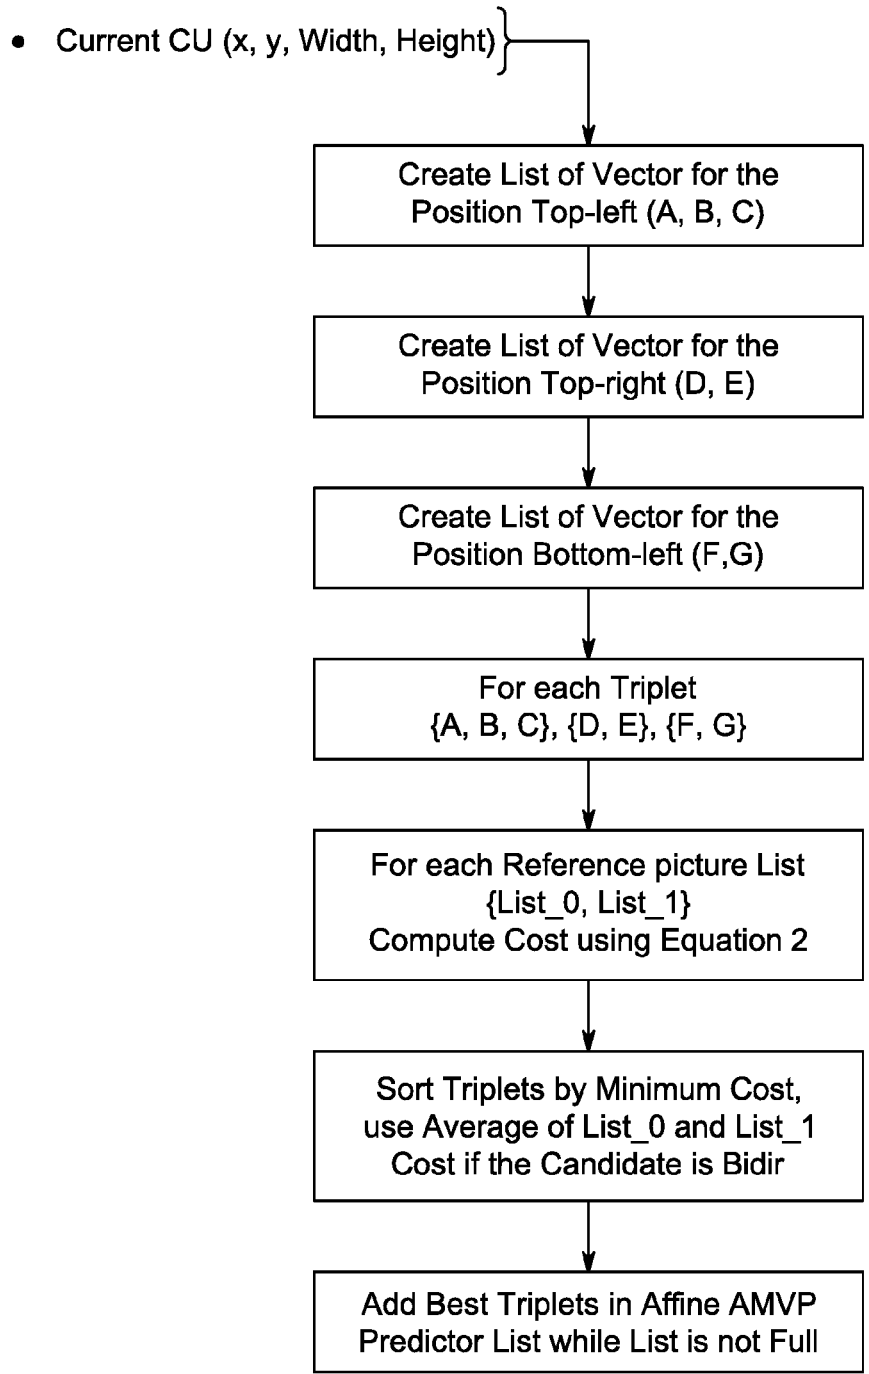 • Current CU (x, y, Width, Height)
Create List of Vector for the
Position Top-left (A, B, C)
Create List of Vector for the
Position Top-right (D, E)
Create List of Vector for the
Position Bottom-left (F,G)
For each Triplet
{A, B, C}, {D, E}, {F, G}
For each Reference picture List
{List_0, List_1}
Compute Cost using Equation 2
Sort Triplets by Minimum Cost,
use Average of List_0 and List_1
Cost if the Candidate is Bidir
Add Best Triplets in Affine AMVP
Predictor List while List is not Full